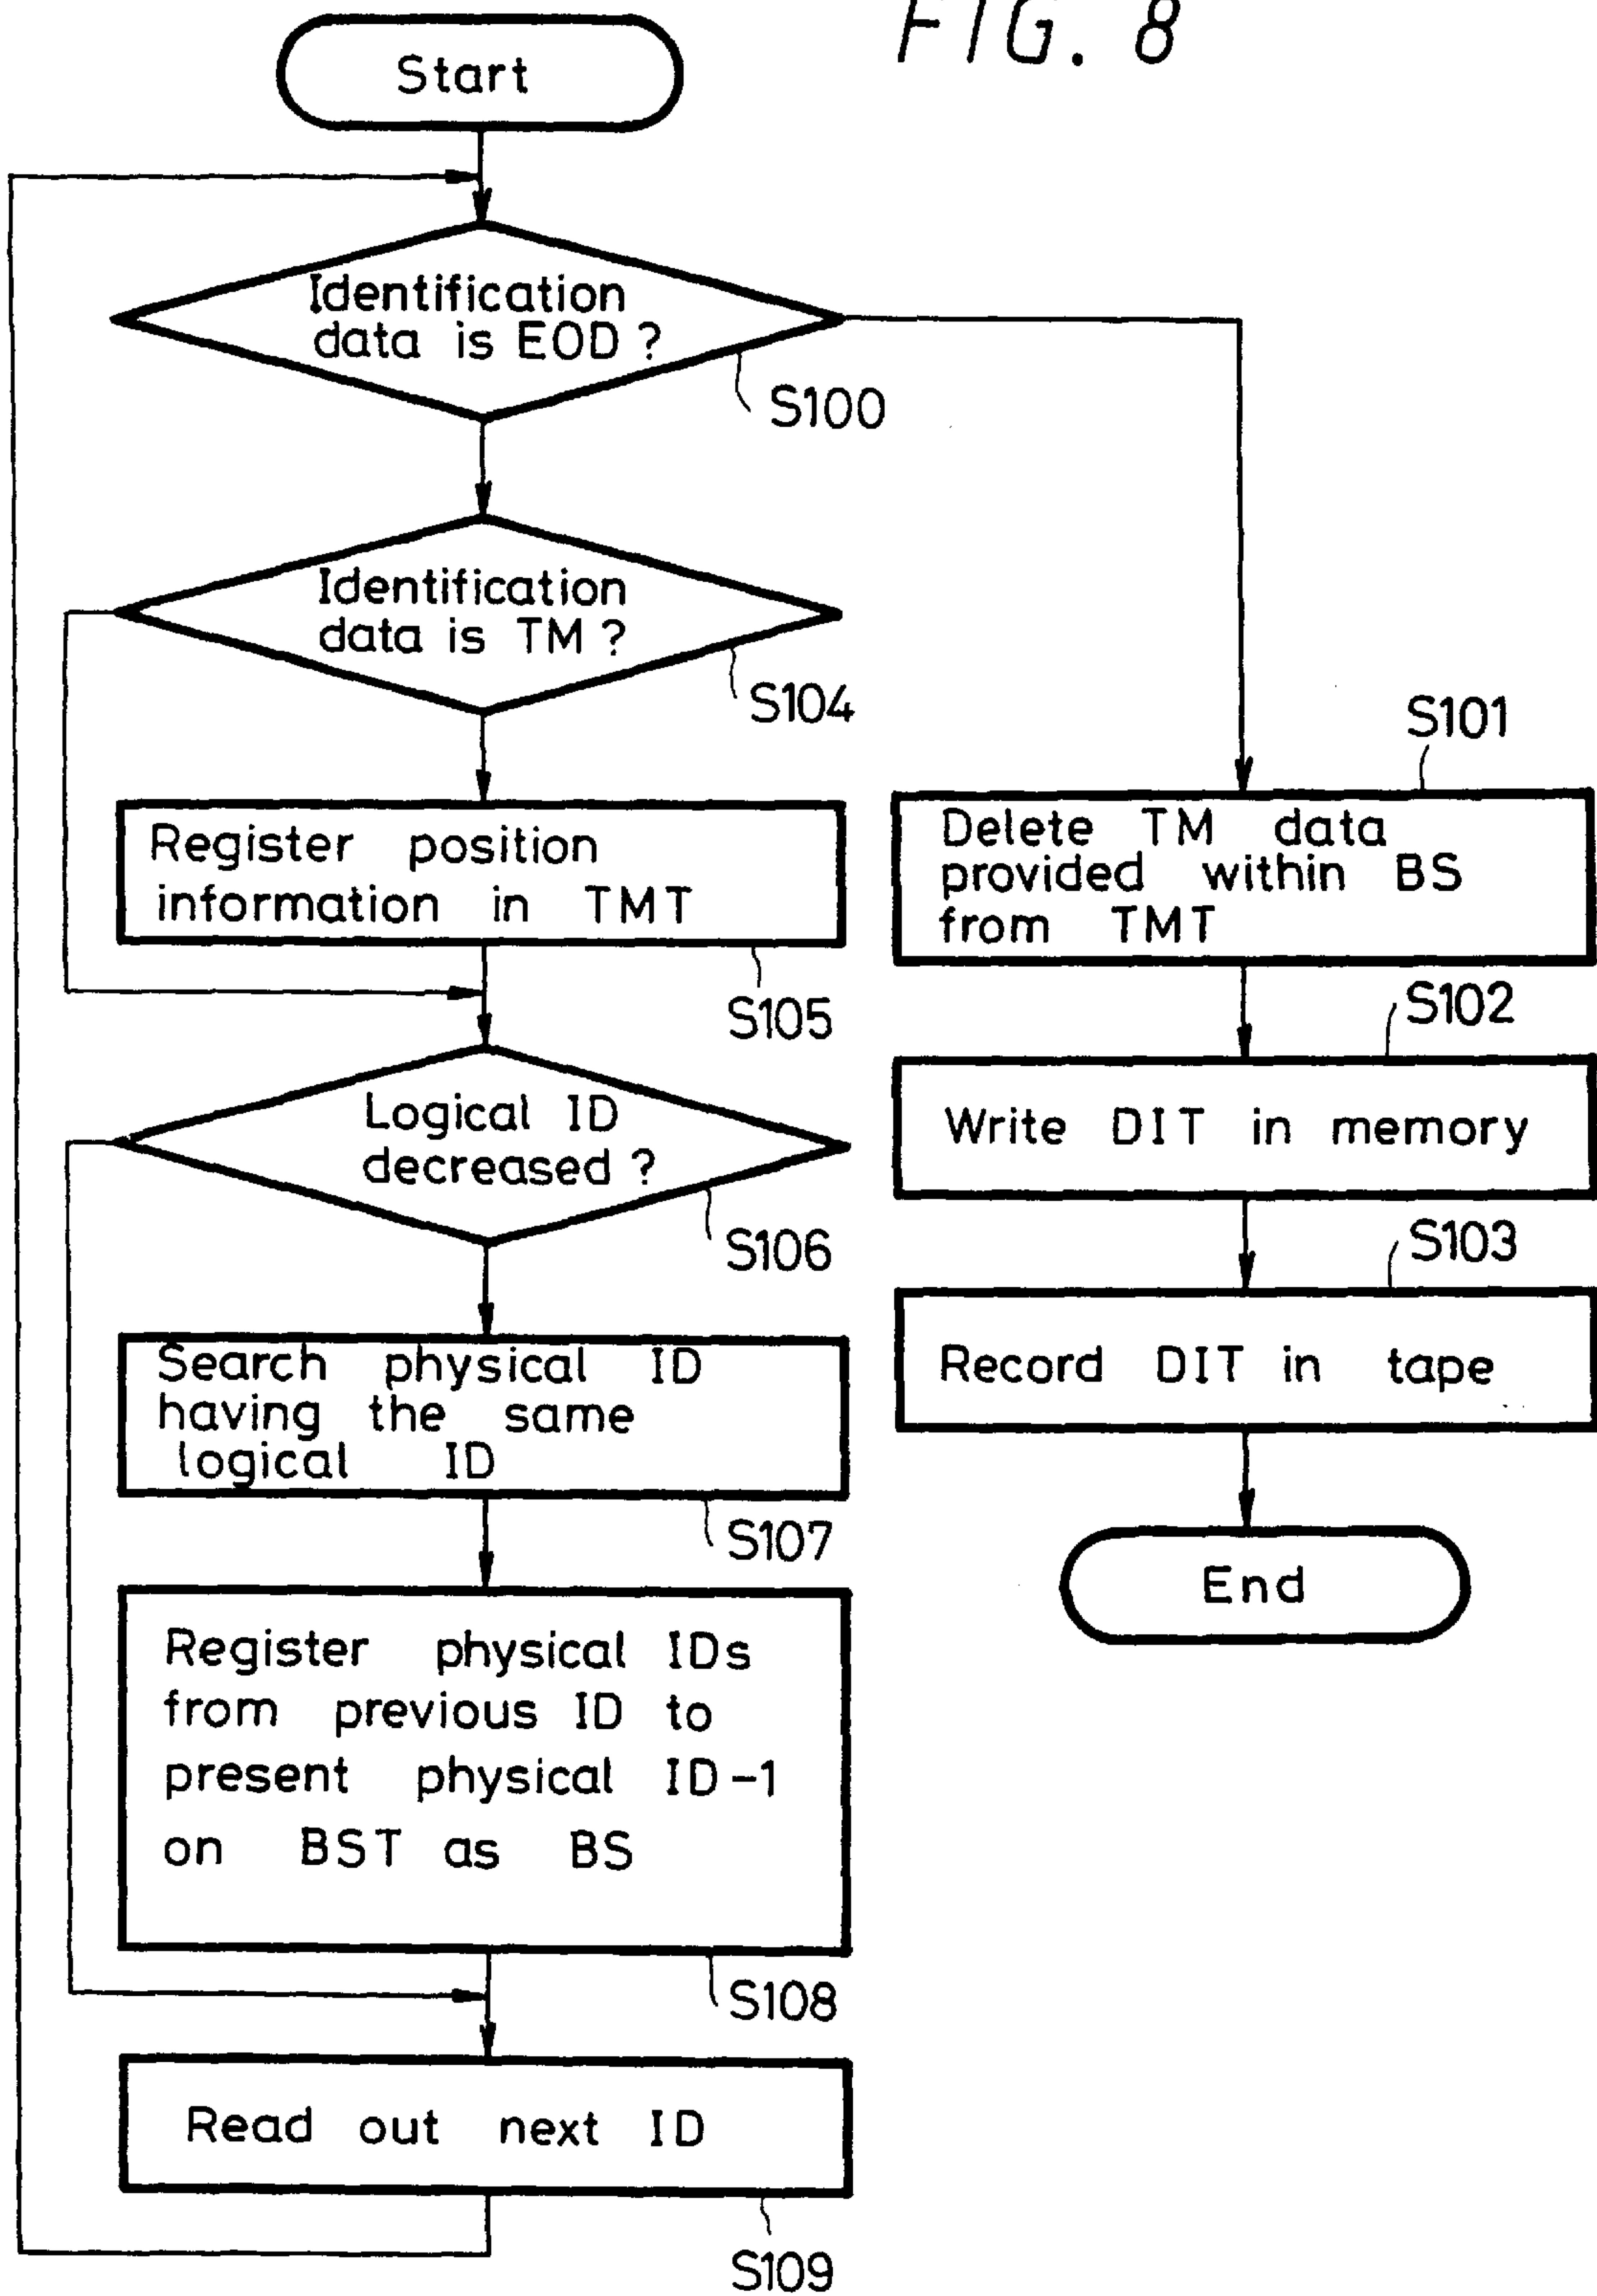 FIG. 8
Start
Identification
data is EOD ?
S100
Identification
data is TM ?
S104
Register position
information in TMT
S105
Logical ID
decreased ?
S106
Search physical ID
having the same
logical ID
S107
Register physical IDs
from previous ID to
present physical ID-1
on BST as BS
S108
Read out next ID
S109
S101
Delete TM data
provided within BS
from TMT
S102
Write DIT in memory
S103
Record DIT in tape
End